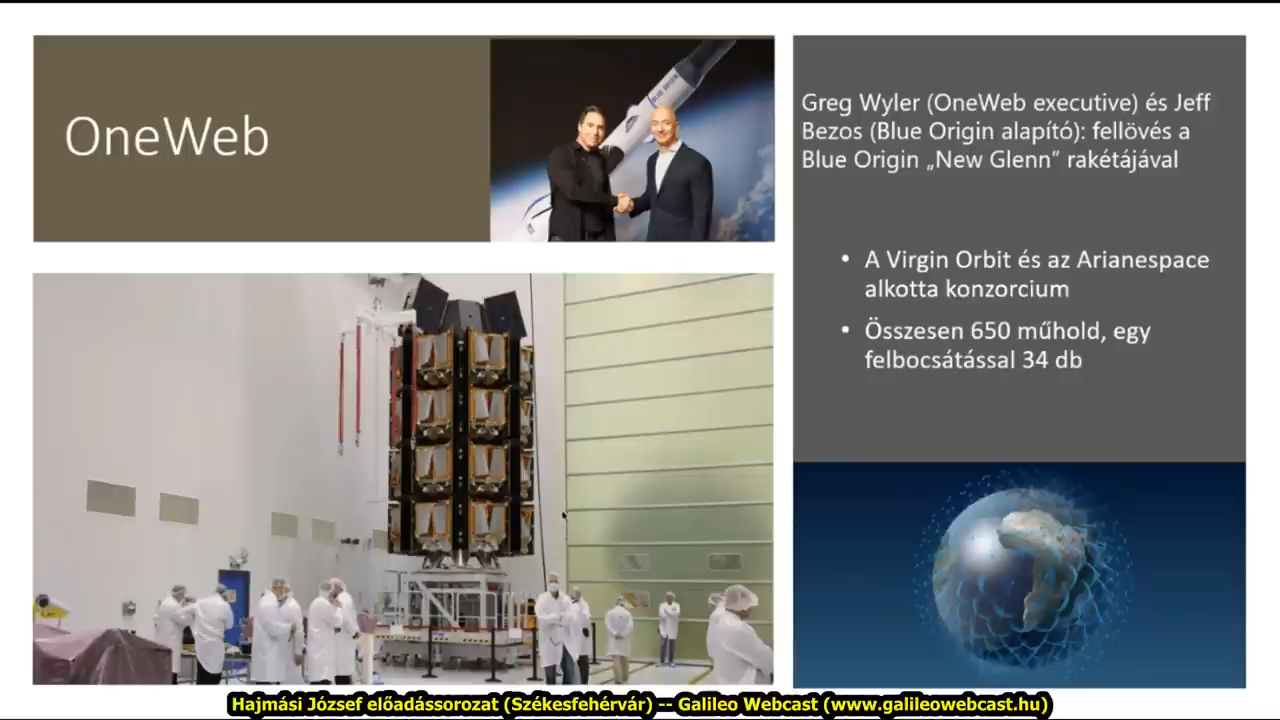 OneWeb
BLUE ORIGIN
Greg Wyler (OneWeb executive) és Jeff
Bezos (Blue Origin alapító): fellövés a
Blue Origin „New Glenn” rakétájával
• A Virgin Orbit és az Arianespace
alkotta konzorcium
• Összesen 650 műhold, egy
felbocsátással 34 db
Hajmási József előadássorozat (Székesfehérvár) -- Galileo Webcast (www.galileowebcast.hu)